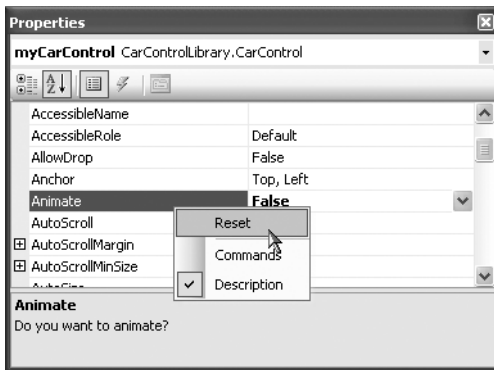 Properties
myCarControl CarControlLibrary.CarControl
AccessibleName
AccessibleRole Default
AllowDrop False
Anchor Top, Left
Animate False
AutoScroll
Reset
AutoScrollMargin
Commands
AutoScrollMinSize
Description
AutoSize
Animate
Do you want to animate?